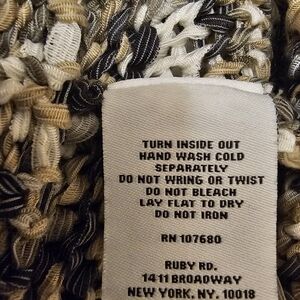 TURN INSIDE OUT
HAND WASH COLD
SEPARATELY
DO NOT WRING OR TWIST
DO NOT BLEACH
LAY FLAT TO DRY
DO NOT IRON
RN 107680
RUBY RD.
1411 BROADWAY
NEW YORK, NY. 10018